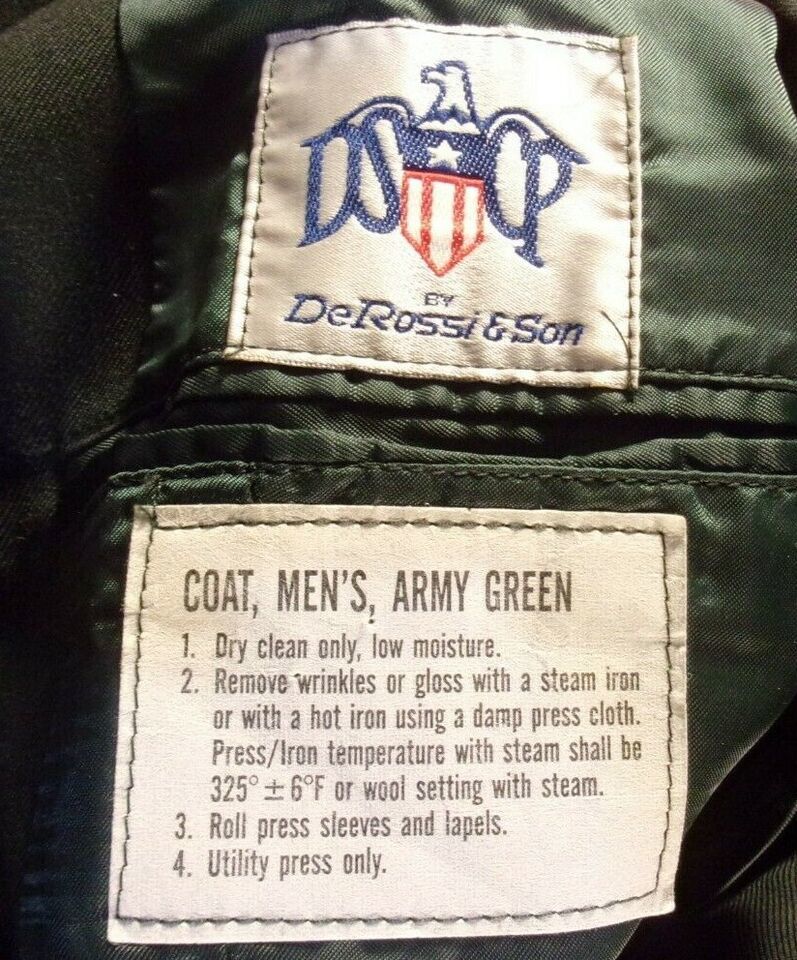 DSCP
BY
DeRossi & Son
COAT, MEN'S, ARMY GREEN
1. Dry clean only, low moisture.
2. Remove wrinkles or gloss with a steam iron
or with a hot iron using a damp press cloth.
Press/Iron temperature with steam shall be
325° ± 6°F or wool setting with steam.
3. Roll press sleeves and lapels.
4. Utility press only.